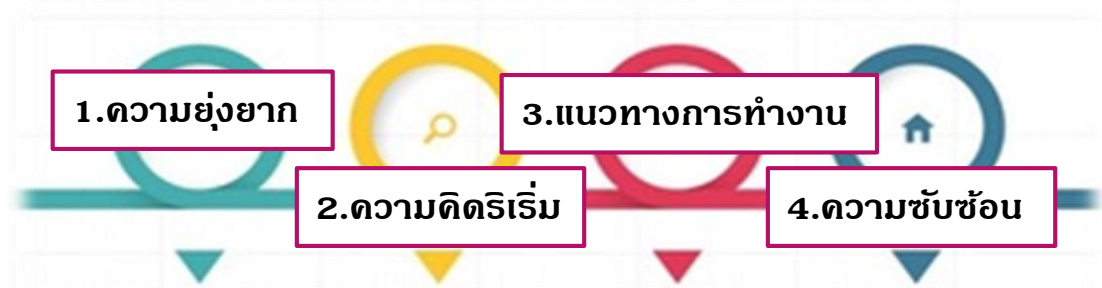 1.ความยุ่งยาก
2.ความคิดริเริ่ม
3.แนวทางการทำงาน
4.ความซับซ้อน